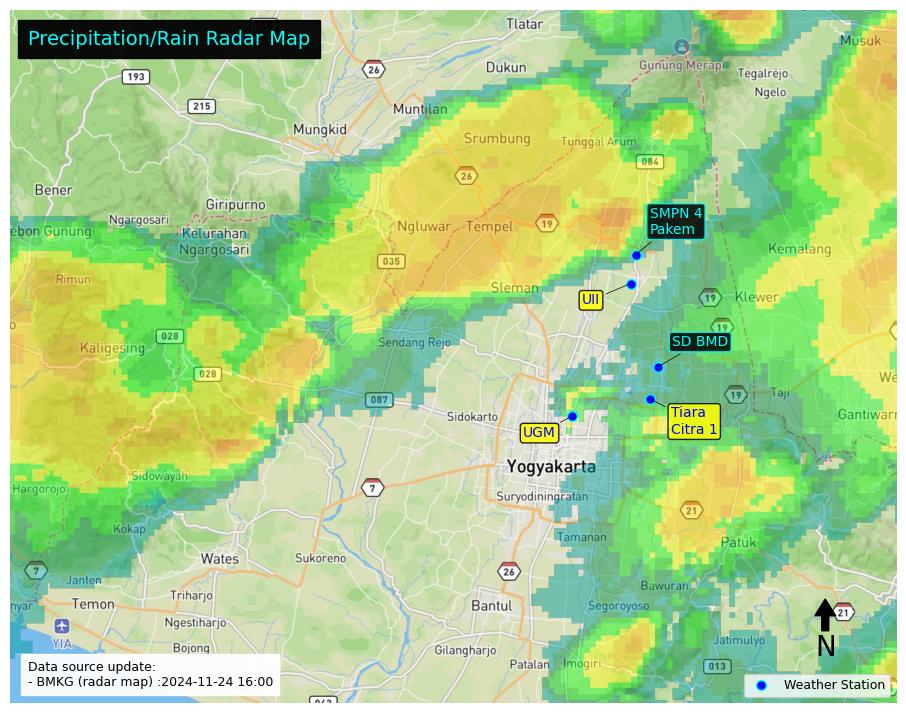 Precipitation/Rain Radar Map
Tlatar
Musuk
Gunung Merapi
26
Dukun
Tegalrejo
193
Ngelo
215
Muntilan
Mungkid
Srumbung
Tunggal Arum
084
26
Bener
Ngargosari
Giripurno
SMPN 4
Pakem
Ngluwar
Tempel
19
ebon Gunung
Kelurahan
Ngargosari
Kemalang
035
Rimun
Sleman
UII
19
Klewer
19
028
Sendang Rejo
SD BMD
Kaligesing
028
We
087
19
Taji
Sidokarto
Tiara
Citra 1
Gantiwarn
UGM
Yogyakarta
Sidowayah
Hargorojo
7
Suryodiningratan
21
Kokap
Tamanan
Patuk
Wates
Sukoreno
7
26
Janten
Bawuran
Triharjo
nyar
Temon
Bantul
Segoroyoso
21
Ngestiharjo
YIA
Bojong
Gilangharjo
Jatimulyo
N
Patalan
Imogiri
013
Data source update:
- BMKG (radar map) :2024-11-24 16:00
Weather Station